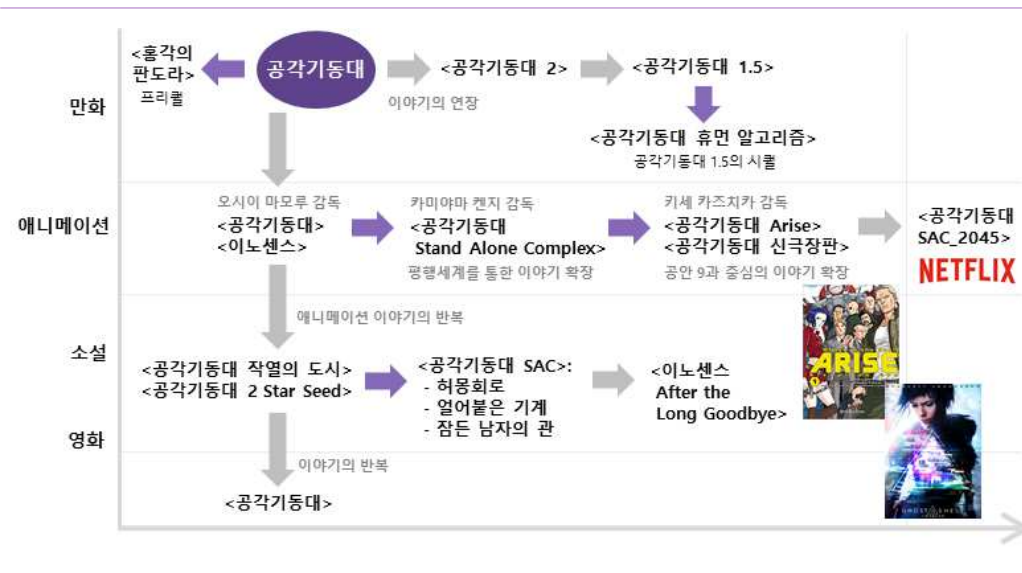 <홍각의
판도라>
프리퀄
공각기동대
<공각기동대 2>
<공각기동대 1.5>
이야기의 연장
만화
<공각기동대 휴먼 알고리즘>
공각기동대 1.5의 시퀄
애니메이션
오시이 마모루 감독
<공각기동대>
<이노센스>
카미야마 켄지 감독
<공각기동대
Stand Alone Complex>
평행세계를 통한 이야기 확장
키세 카즈치카 감독
<공각기동대 Arise>
<공각기동대 신극장판>
공안 9과 중심의 이야기 확장
<공각기동대
SAC_2045>
NETFLIX
애니메이션 이야기의 반복
소설
<공각기동대 작열의 도시>
<공각기동대 2 Star Seed>
<공각기동대 SAC>:
- 허몽회로
- 얼어붙은 기계
- 잠든 남자의 관
<이노센스
After the
Long Goodbye>
ARISE
영화
이야기의 반복
<공각기동대>